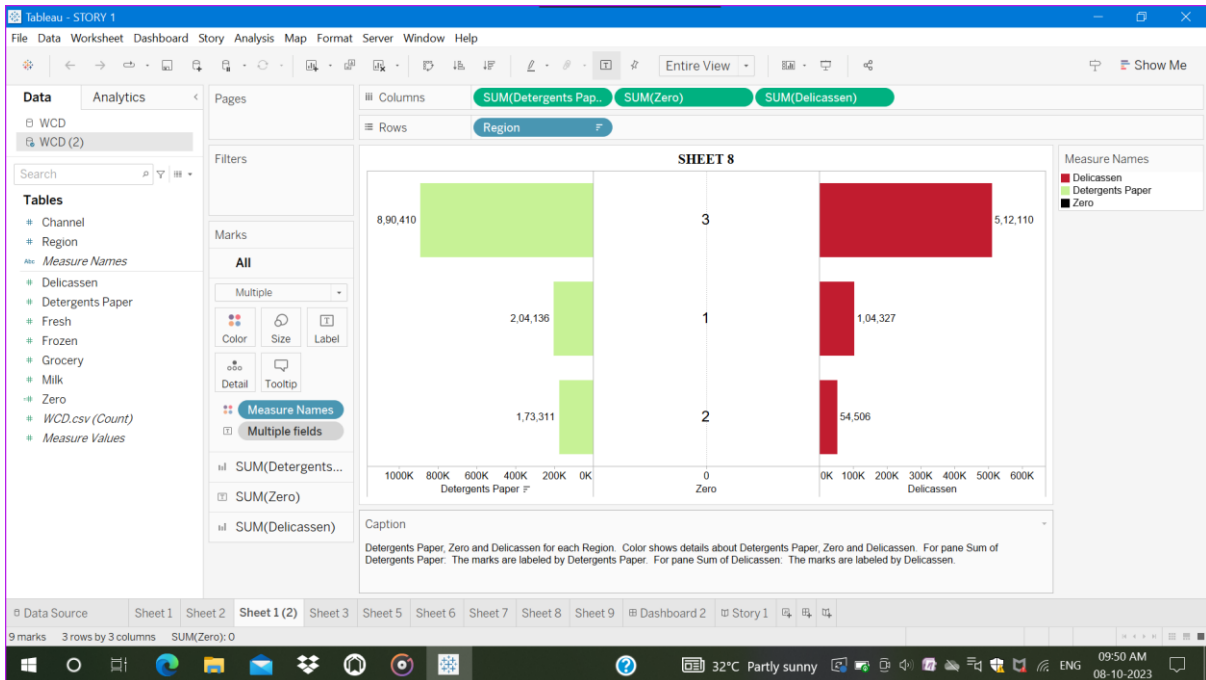 Tableau - STORY 1
File Data Worksheet Dashboard Story Analysis Map Format Server Window Help
Entire View
Show Me
Data Analytics
Pages
Columns SUM(Detergents Pap.. SUM(Zero) SUM(Delicassen)
Rows Region
WCD
WCD (2)
Search
Tables
Channel
Region
Abc Measure Names
Delicassen
Detergents Paper
Fresh
Frozen
Grocery
Milk
Zero
WCD.csv (Count)
Measure Values
Filters
Marks
All
Multiple
Color Size Label
Detail Tooltip
Measure Names
Multiple fields
SUM(Detergents...
SUM(Zero)
SUM(Delicassen)
SHEET 8
8,90,410 3 5,12,110
2,04,136 1 1,04,327
1,73,311 2 54,506
1000K 800K 600K 400K 200K 0K 0 0K 100K 200K 300K 400K 500K 600K
Detergents Paper Zero Delicassen
Measure Names
Delicassen
Detergents Paper
Zero
Caption
Detergents Paper, Zero and Delicassen for each Region. Color shows details about Detergents Paper, Zero and Delicassen. For pane Sum of
Detergents Paper: The marks are labeled by Detergents Paper. For pane Sum of Delicassen: The marks are labeled by Delicassen.
Data Source Sheet 1 Sheet 2 Sheet 1 (2) Sheet 3 Sheet 5 Sheet 6 Sheet 7 Sheet 8 Sheet 9 Dashboard 2 Story 1
9 marks 3 rows by 3 columns SUM(Zero): 0
32°C Partly sunny ENG 09:50 AM
08-10-2023